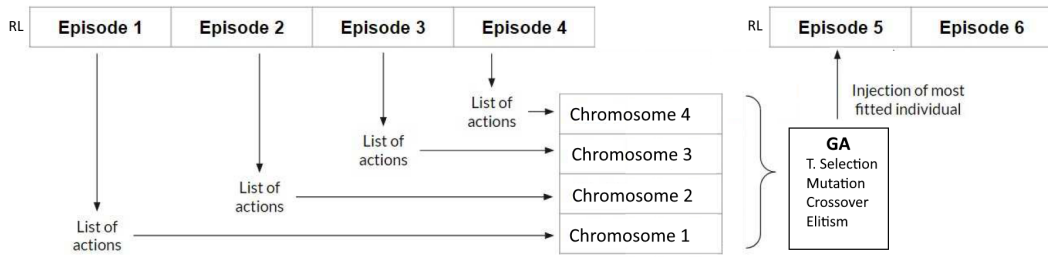 RL Episode 1 Episode 2 Episode 3 Episode 4 RL Episode 5 Episode 6
List of
actions
Chromosome 4
List of
actions
Chromosome 3
List of
actions
Chromosome 2
List of
actions
Chromosome 1
Injection of most
fitted individual
GA
T. Selection
Mutation
Crossover
Elitism